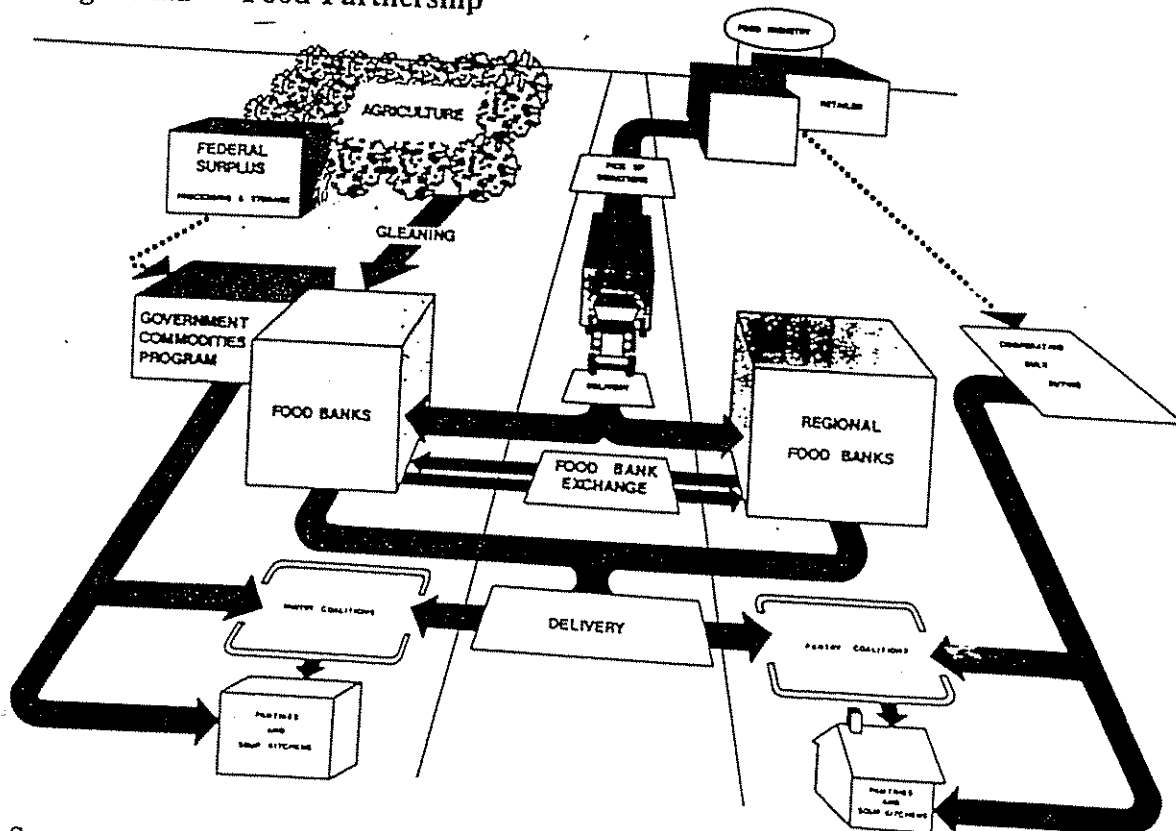 Food Partnership
FOOD INDUSTRY
RETAILER
AGRICULTURE
FEDERAL
SURPLUS
PROCESSING & STORAGE
PICK UP
DONATIONS
GLEANING
GOVERNMENT
COMMODITIES
PROGRAM
FOOD BANKS
DELIVERY
REGIONAL
FOOD BANKS
COOPERATING
BULK
BUYING
FOOD BANK
EXCHANGE
PANTRY COALITIONS
DELIVERY
PANTRY COALITIONS
PANTRIES
AND
SOUP KITCHENS
PANTRIES
AND
SOUP KITCHENS